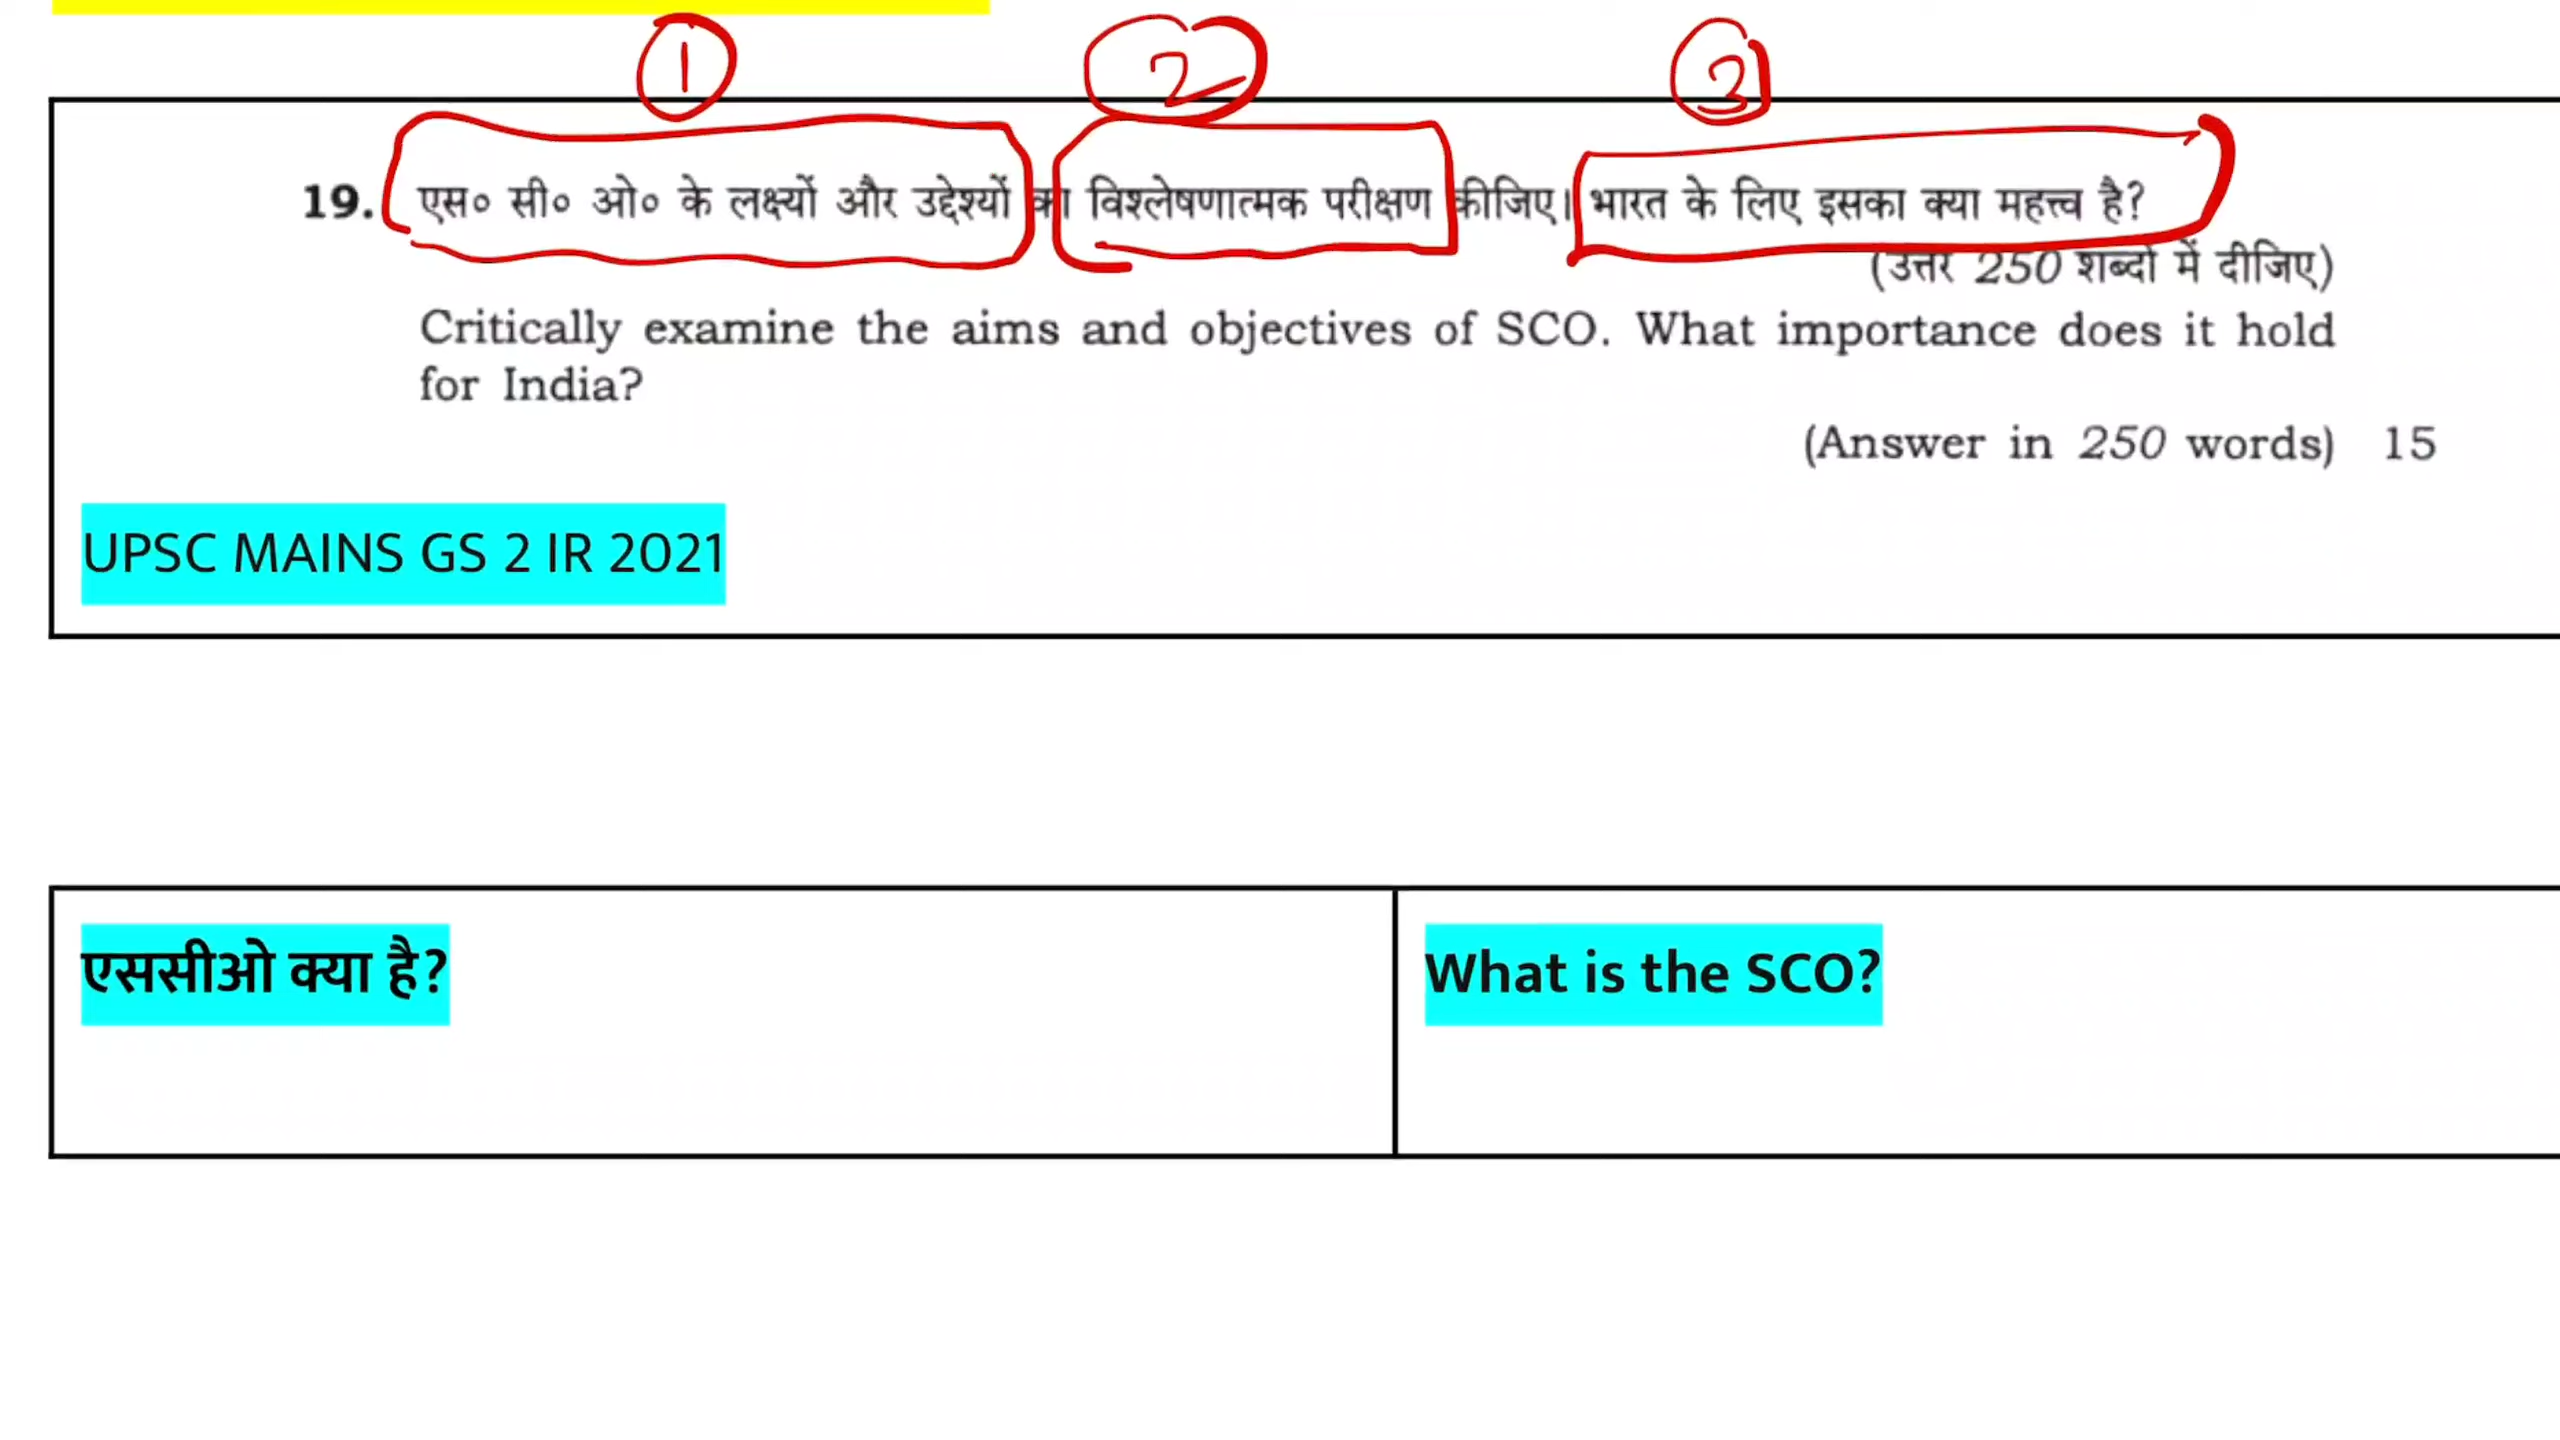 1 2 3
19. एस० सी० ओ० के लक्ष्यों और उद्देश्यों का विश्लेषणात्मक परीक्षण कीजिए। भारत के लिए इसका क्या महत्त्व है?
(उत्तर 250 शब्दों में दीजिए)
Critically examine the aims and objectives of SCO. What importance does it hold
for India?
(Answer in 250 words) 15
UPSC MAINS GS 2 IR 2021
एससीओ क्या है?
What is the SCO?